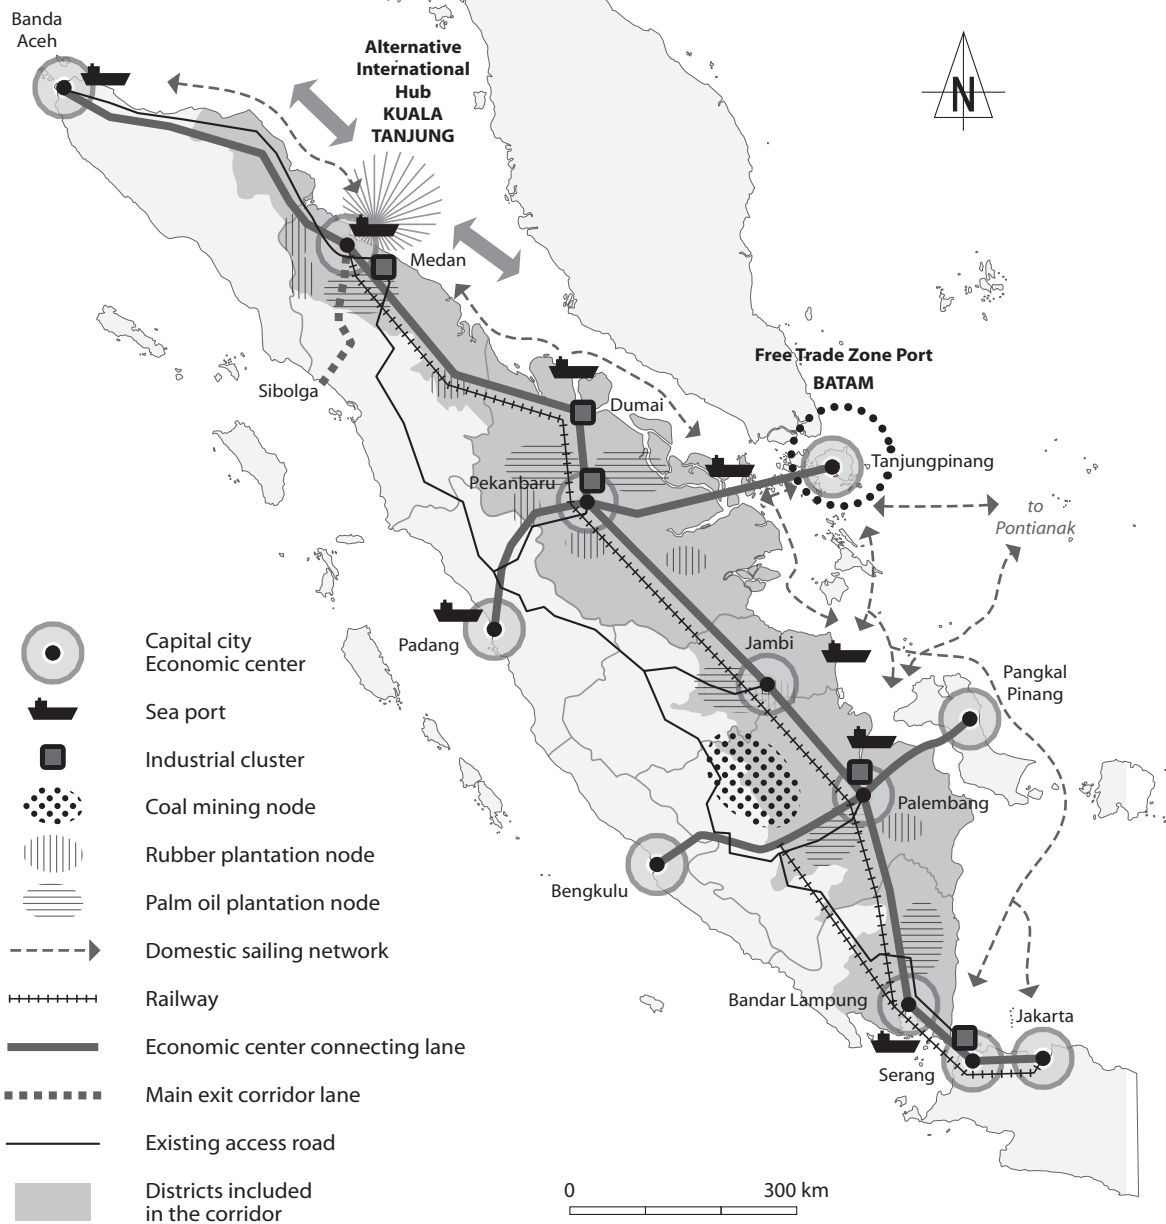 Banda
Aceh
Alternative
International
Hub
KUALA
TANJUNG
N
Medan
Sibolga
Free Trade Zone Port
BATAM
Dumai
Tanjungpinang
Pekanbaru
to
Pontianak
Padang
Jambi
Pangkal
Pinang
Palembang
Bengkulu
Bandar Lampung
Jakarta
Serang
Capital city
Economic center
Sea port
Industrial cluster
Coal mining node
Rubber plantation node
Palm oil plantation node
Domestic sailing network
Railway
Economic center connecting lane
Main exit corridor lane
Existing access road
Districts included
in the corridor
0 300 km